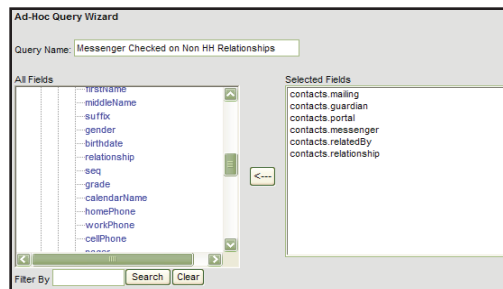 Ad-Hoc Query Wizard
Query Name: Messenger Checked on Non HH Relationships
All Fields
firstName
middleName
suffix
gender
birthdate
relationship
seq
grade
calendarName
homePhone
workPhone
cellPhone
Filter By Search Clear
<---
Selected Fields
contacts.mailing
contacts.guardian
contacts.portal
contacts.messenger
contacts.relatedBy
contacts.relationship